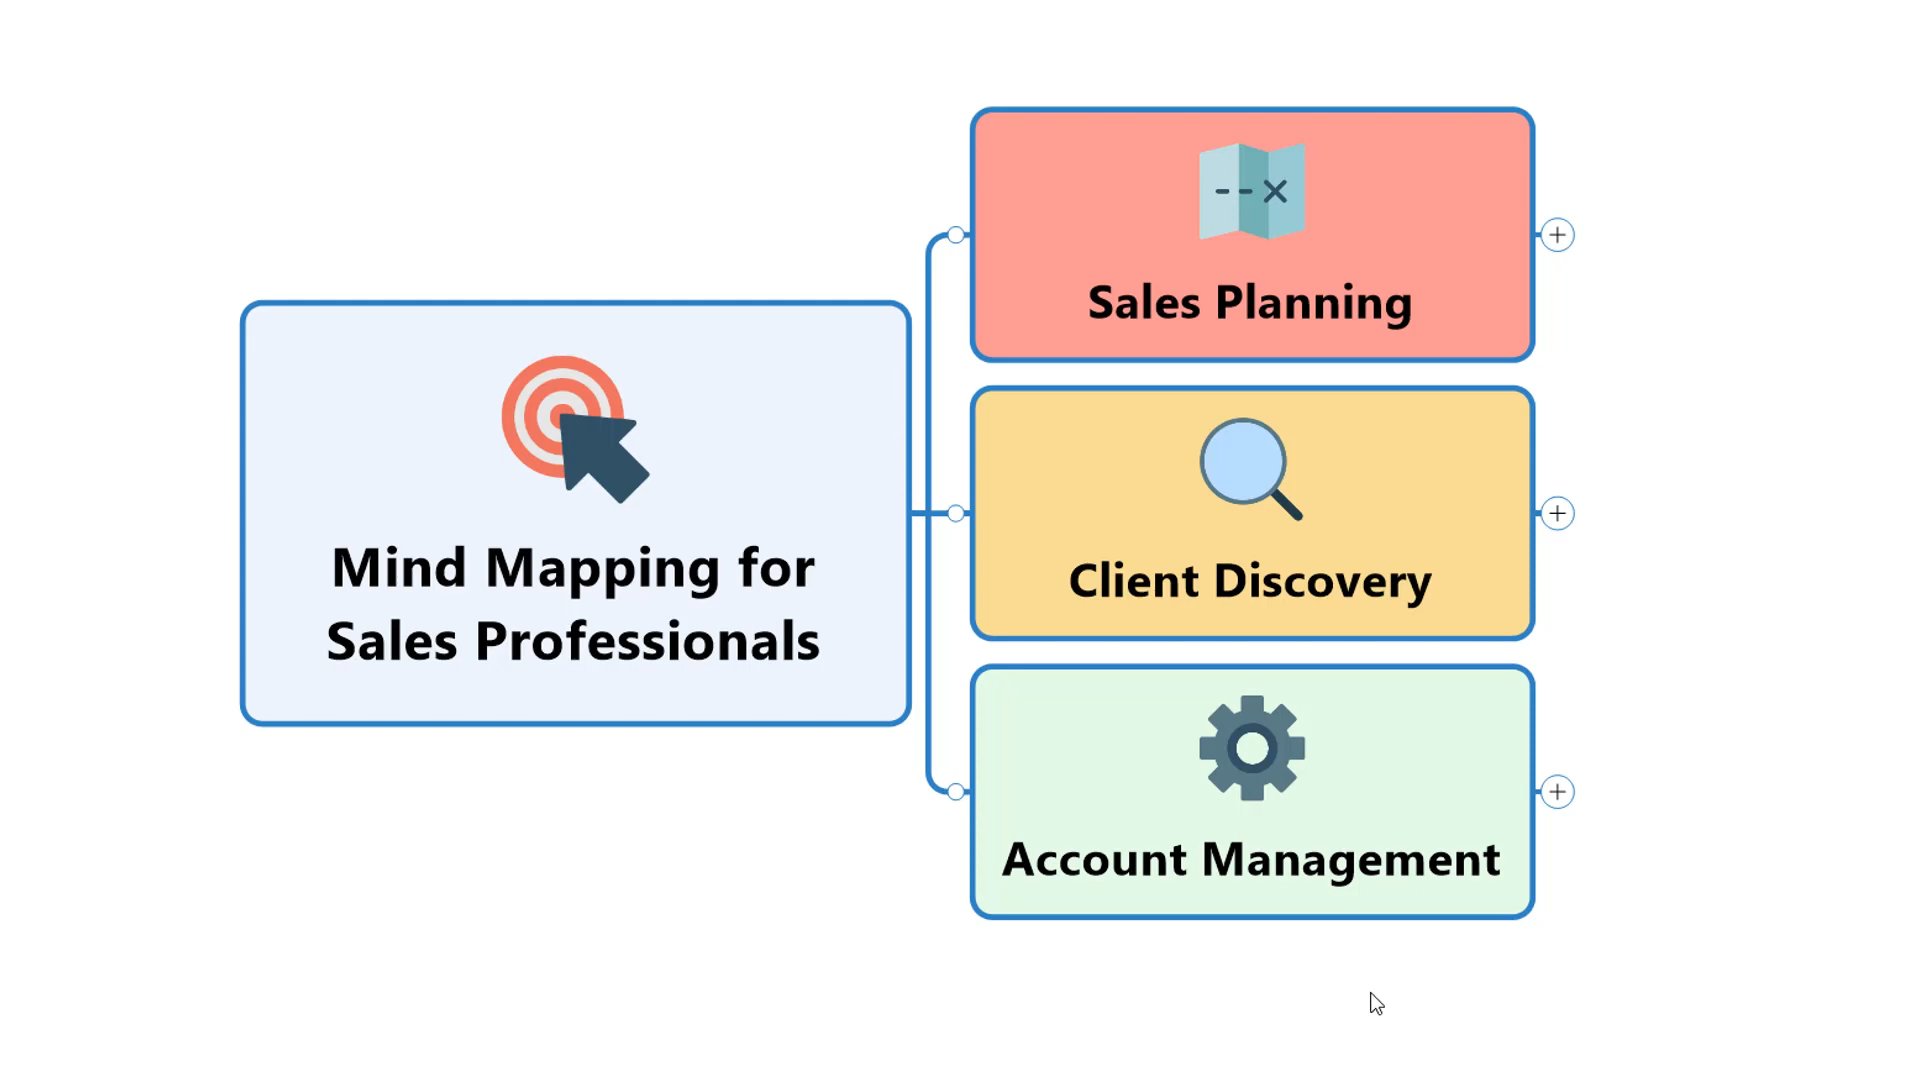 Mind Mapping for
Sales Professionals
Sales Planning
Client Discovery
Account Management